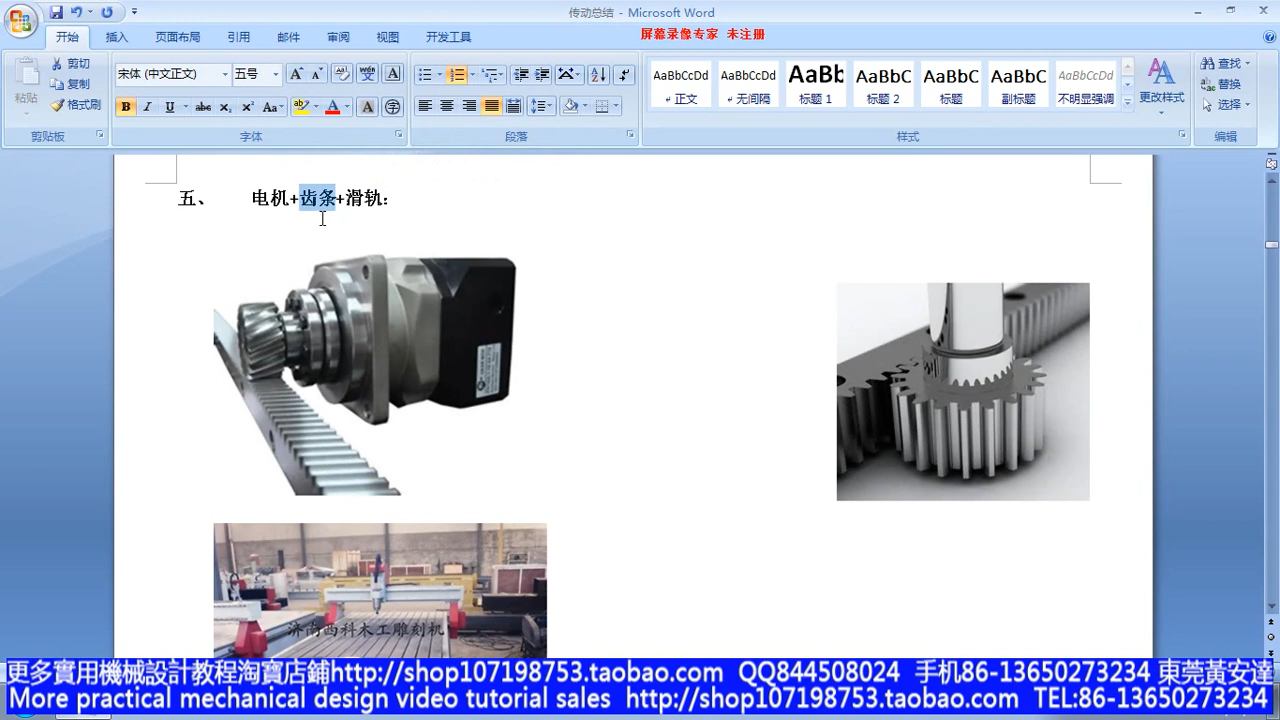 传动总结 - Microsoft Word
屏幕录像专家 未注册
开始 插入 页面布局 引用 邮件 审阅 视图 开发工具
粘贴 剪切 复制 格式刷
宋体 (中文正文) 五号
AaBbCcDd AaBbCcDd AaBb AaBbC AaBbC AaBbC AaBbCcDd
正文 无间隔 标题 1 标题 2 标题 副标题 不明显强调
更改样式
查找 替换 选择
剪贴板 字体 段落 样式 编辑
五、 电机+齿条+滑轨:
济南西科木工雕刻机
更多實用機械設計教程淘寶店鋪http://shop107198753.taobao.com QQ844508024 手机86-13650273234 東莞黃安達
More practical mechanical design video tutorial sales http://shop107198753.taobao.com TEL:86-13650273234